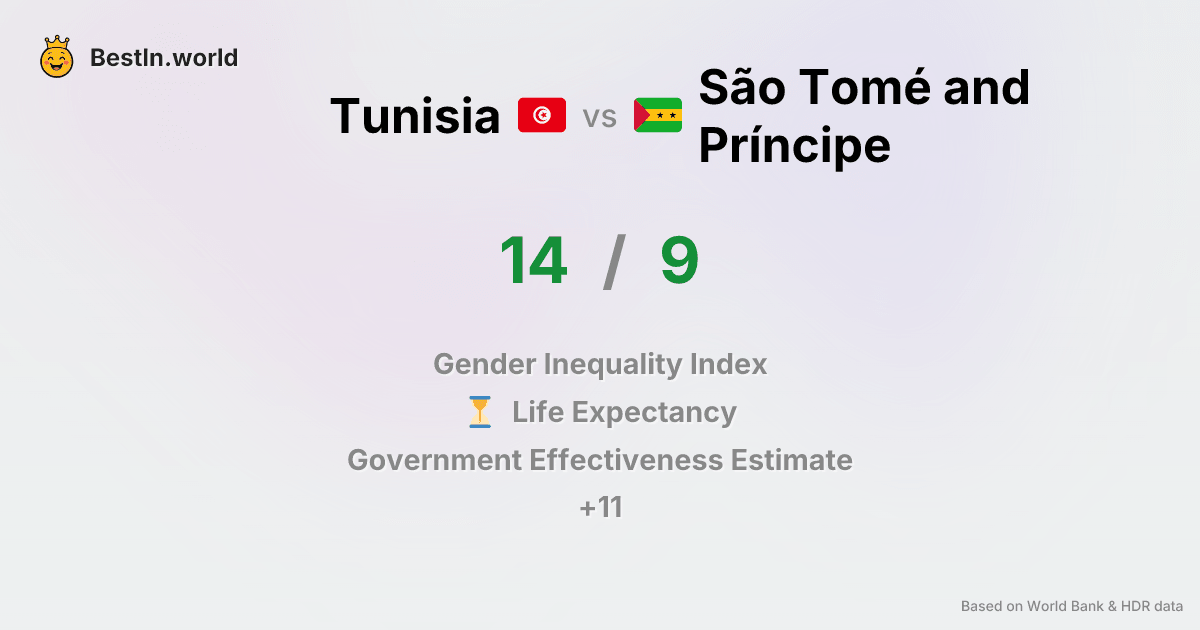 BestIn.world
Tunisia vs São Tomé and
Príncipe
14 / 9
Gender Inequality Index
Life Expectancy
Government Effectiveness Estimate
+11
Based on World Bank & HDR data